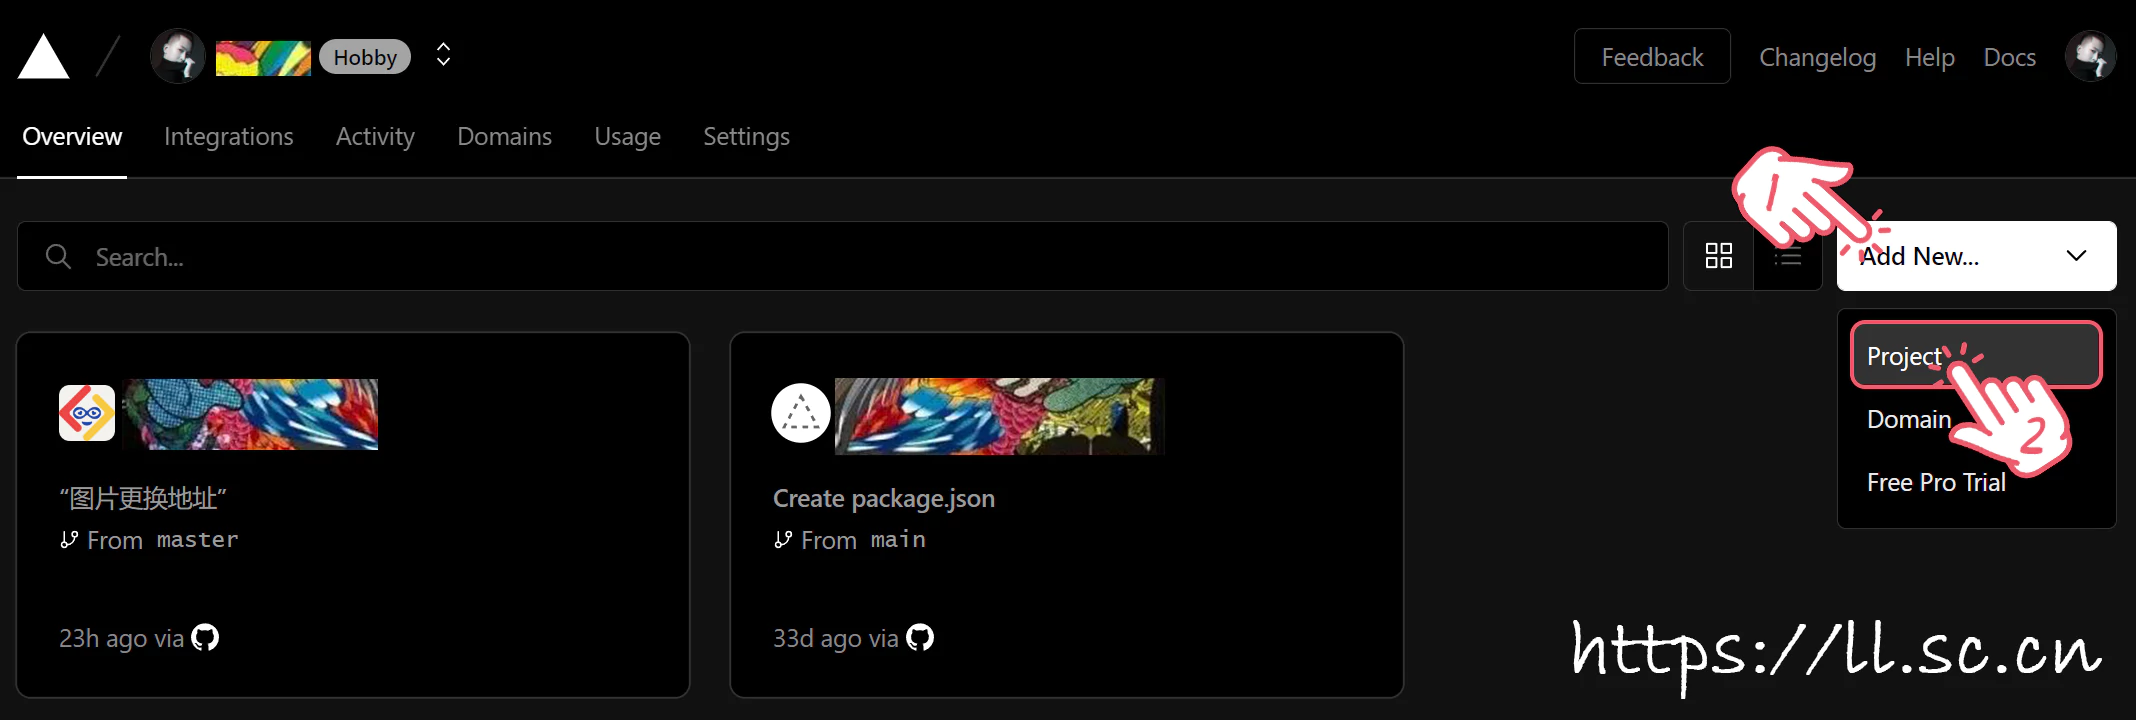 Hobby
Feedback Changelog Help Docs
Overview Integrations Activity Domains Usage Settings
1
Search...
Add New...
Project
2
Domain
Free Pro Trial
“图片更换地址”
From master
23h ago via
Create package.json
From main
33d ago via
https://ll.sc.cn